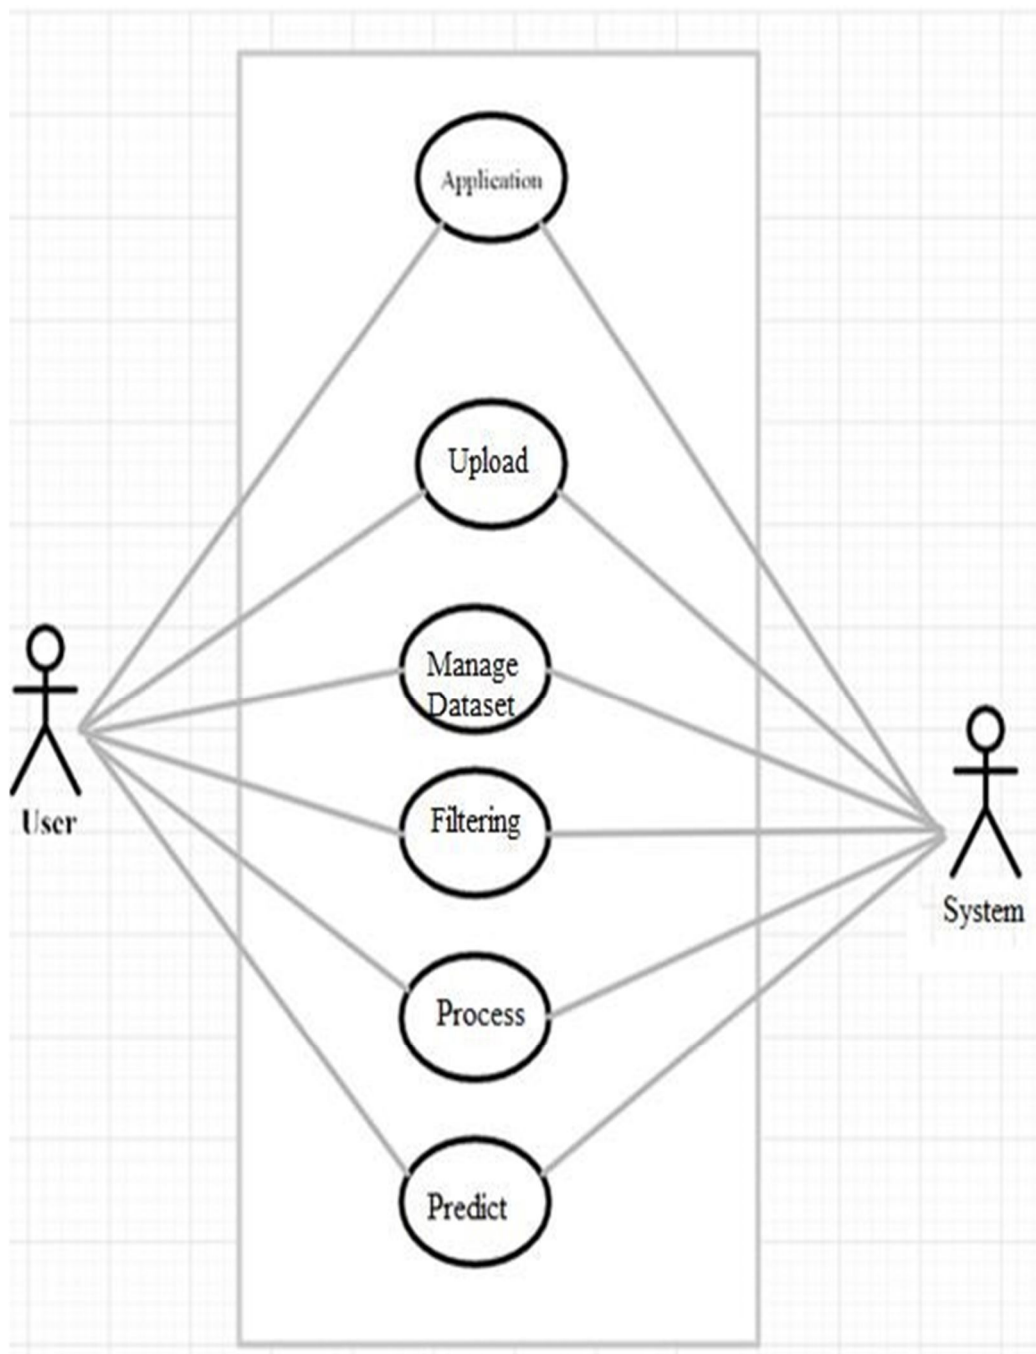 Application
Upload
Manage
Dataset
Filtering
Process
Predict
User
System